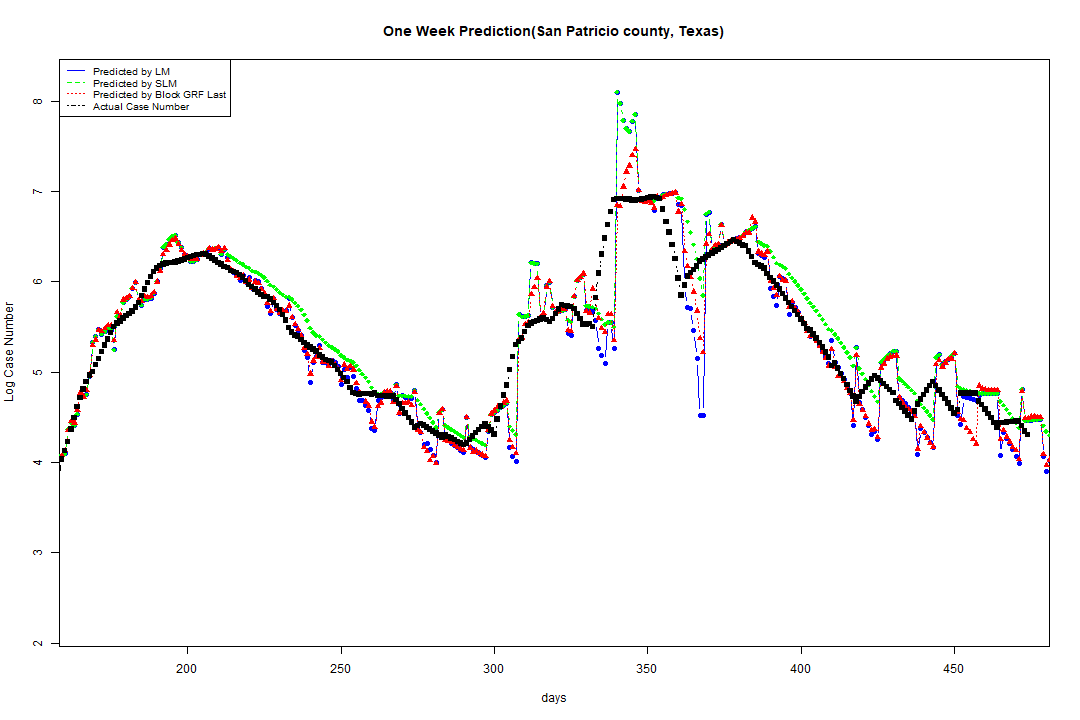 One Week Prediction(San Patricio county, Texas)
Predicted by LM
Predicted by SLM
Predicted by Block GRF Last
Actual Case Number
Log Case Number
8
7
6
5
4
3
2
200 250 300 350 400 450
days